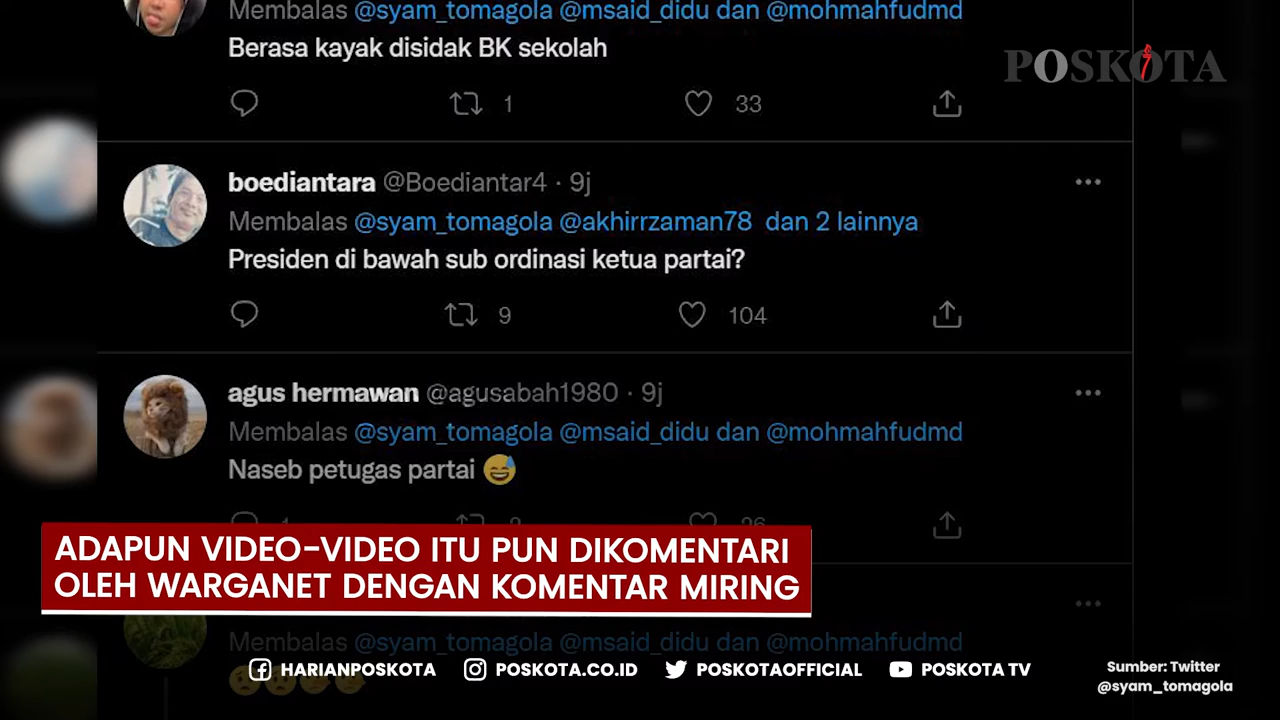 Membalas @syam_tomagola @msaid_didu dan @mohmahfudmd
Berasa kayak disidak BK sekolah
POSKOTA
1 33
boediantara @Boediantar4 · 9j
Membalas @syam_tomagola @akhirrzaman78 dan 2 lainnya
Presiden di bawah sub ordinasi ketua partai?
9 104
agus hermawan @agusabah1980 · 9j
Membalas @syam_tomagola @msaid_didu dan @mohmahfudmd
Naseb petugas partai 😅
ADAPUN VIDEO-VIDEO ITU PUN DIKOMENTARI
OLEH WARGANET DENGAN KOMENTAR MIRING
Membalas @syam_tomagola @msaid_didu dan @mohmahfudmd
HARIANPOSKOTA POSKOTA.CO.ID POSKOTAOFFICIAL POSKOTA TV
Sumber: Twitter
@syam_tomagola